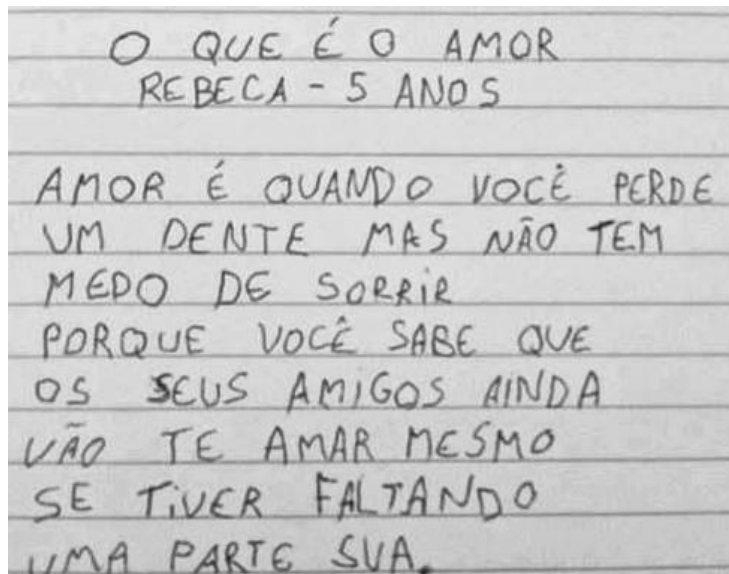 O QUE É O AMOR
REBECA - 5 ANOS
AMOR É QUANDO VOCÊ PERDE
UM DENTE MAS NÃO TEM
MEDO DE SORRIR
PORQUE VOCÊ SABE QUE
OS SEUS AMIGOS AINDA
VÃO TE AMAR MESMO
SE TIVER FALTANDO
UMA PARTE SUA.